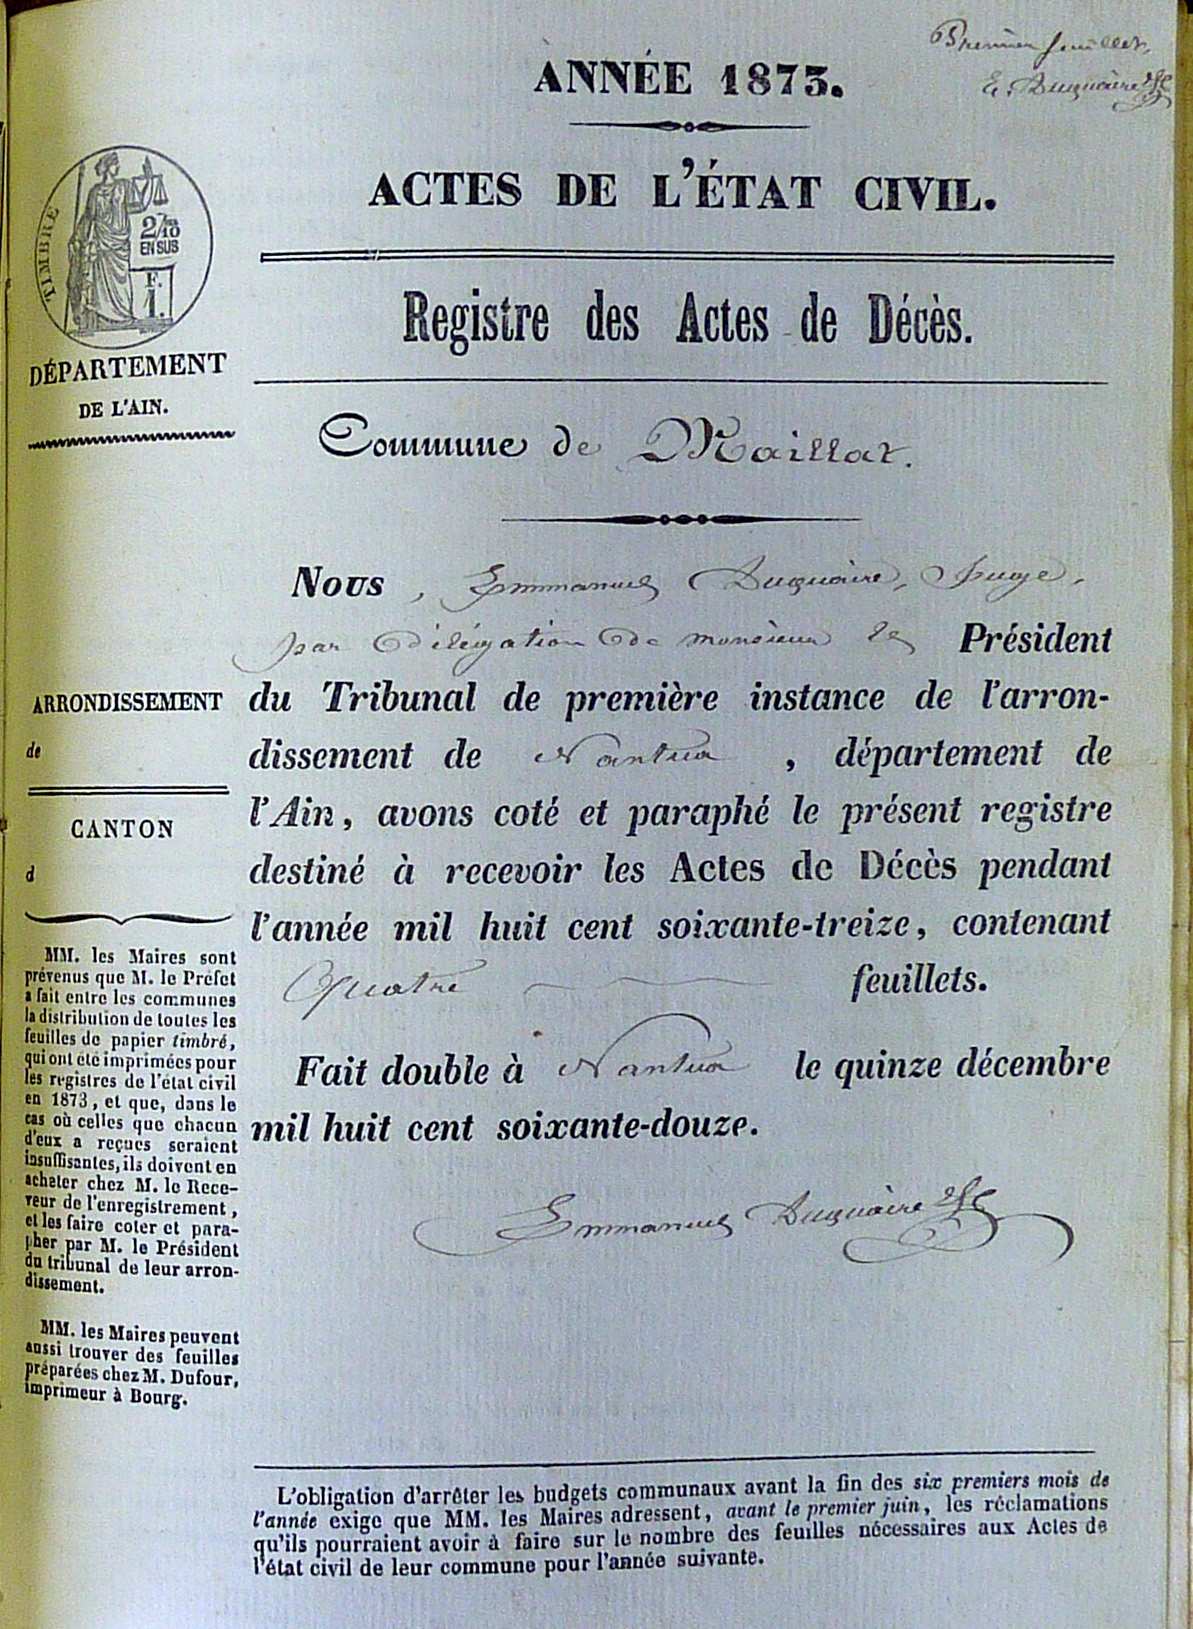 Premier feuillet,
E. Duquaire
ANNÉE 1873.
ACTES DE L'ÉTAT CIVIL.
TIMBRE
2/10
EN SUS
F.
1.
DÉPARTEMENT
DE L'AIN.
Registre des Actes de Décès.
Commune de Maillat.
Nous, Emmanuel Duquaire, Juge,
par Délégation de monsieur le Président
du Tribunal de première instance de l'arron-
dissement de Nantua, département de
l'Ain, avons coté et paraphé le présent registre
destiné à recevoir les Actes de Décès pendant
l'année mil huit cent soixante-treize, contenant
Quatre feuillets.
Fait double à Nantua le quinze décembre
mil huit cent soixante-douze.
Emmanuel Duquaire
ARRONDISSEMENT
de
CANTON
d
MM. les Maires sont
prévenus que M. le Préfet
a fait entre les communes
la distribution de toutes les
feuilles de papier timbré,
qui ont été imprimées pour
les registres de l'état civil
en 1873, et que, dans le
cas où celles que chacun
d'eux a reçues seraient
insuffisantes, ils doivent en
acheter chez M. le Rece-
veur de l'enregistrement,
et les faire coter et para-
pher par M. le Président
du tribunal de leur arron-
dissement.
MM. les Maires peuvent
aussi trouver des feuilles
préparées chez M. Dufour,
imprimeur à Bourg.
L'obligation d'arrêter les budgets communaux avant la fin des six premiers mois de
l'année exige que MM. les Maires adressent, avant le premier juin, les réclamations
qu'ils pourraient avoir à faire sur le nombre des feuilles nécessaires aux Actes de
l'état civil de leur commune pour l'année suivante.